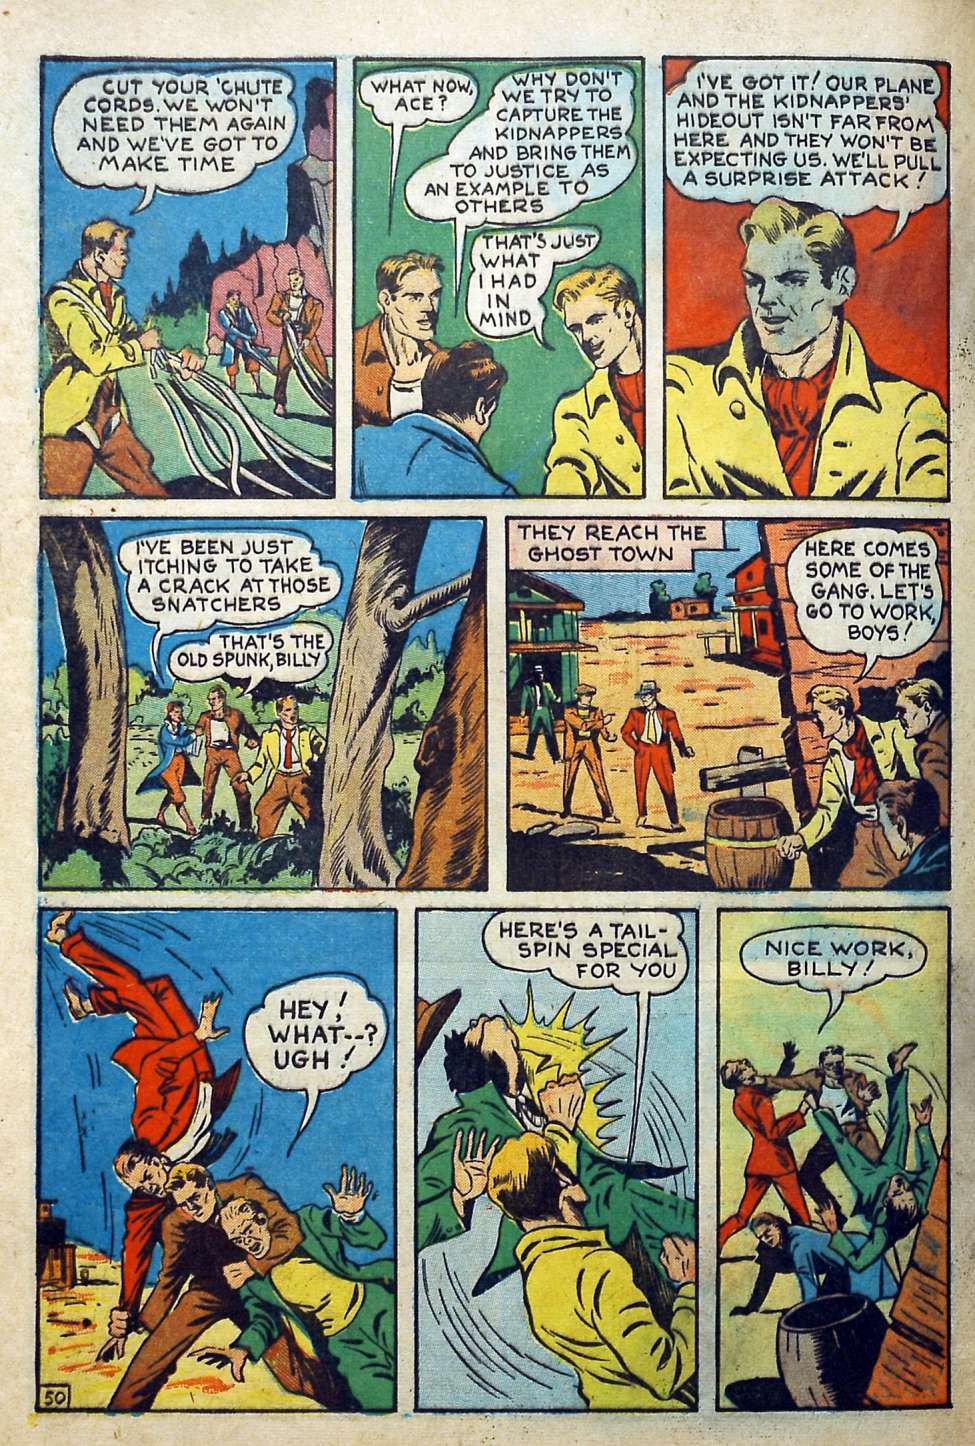 CUT YOUR 'CHUTE
CORDS. WE WON'T
NEED THEM AGAIN
AND WE'VE GOT TO
MAKE TIME
WHAT NOW,
ACE?
WHY DON'T
WE TRY TO
CAPTURE THE
KIDNAPPERS
AND BRING THEM
TO JUSTICE AS
AN EXAMPLE TO
OTHERS
THAT'S JUST
WHAT
I HAD
IN
MIND
I'VE GOT IT! OUR PLANE
AND THE KIDNAPPERS'
HIDEOUT ISN'T FAR FROM
HERE AND THEY WON'T BE
EXPECTING US. WE'LL PULL
A SURPRISE ATTACK!
I'VE BEEN JUST
ITCHING TO TAKE
A CRACK AT THOSE
SNATCHERS
THAT'S THE
OLD SPUNK, BILLY
THEY REACH THE
GHOST TOWN
HERE COMES
SOME OF THE
GANG. LET'S
GO TO WORK,
BOYS!
HEY!
WHAT--?
UGH!
HERE'S A TAIL-
SPIN SPECIAL
FOR YOU
NICE WORK,
BILLY!
50